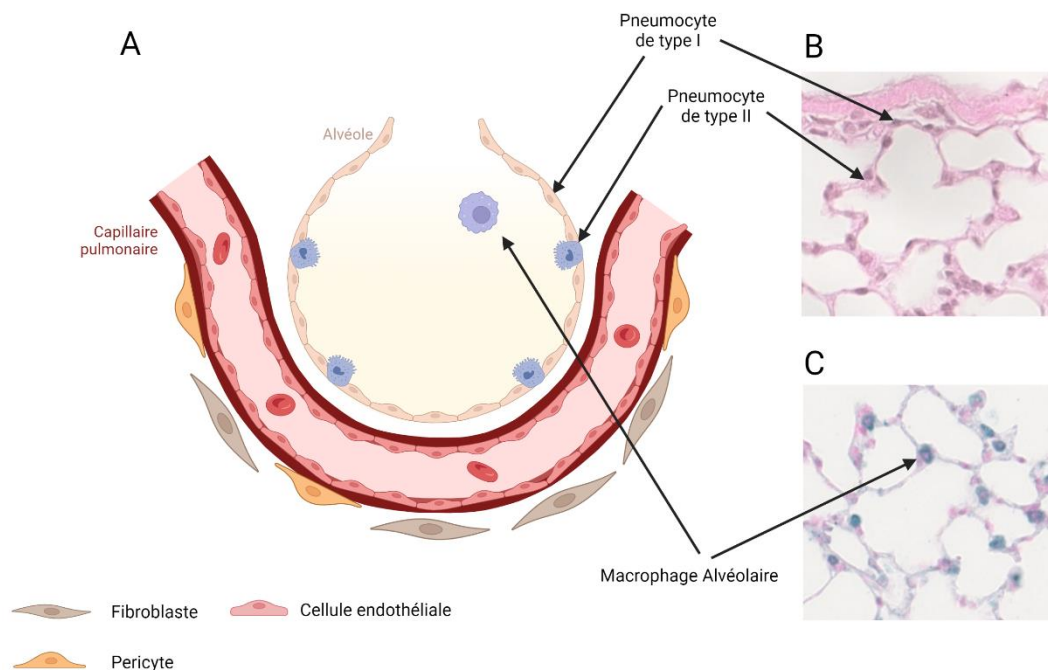 A
Pneumocyte
de type I
B
Pneumocyte
de type II
Alvéole
Capillaire
pulmonaire
C
Macrophage Alvéolaire
Fibroblaste
Cellule endothéliale
Pericyte